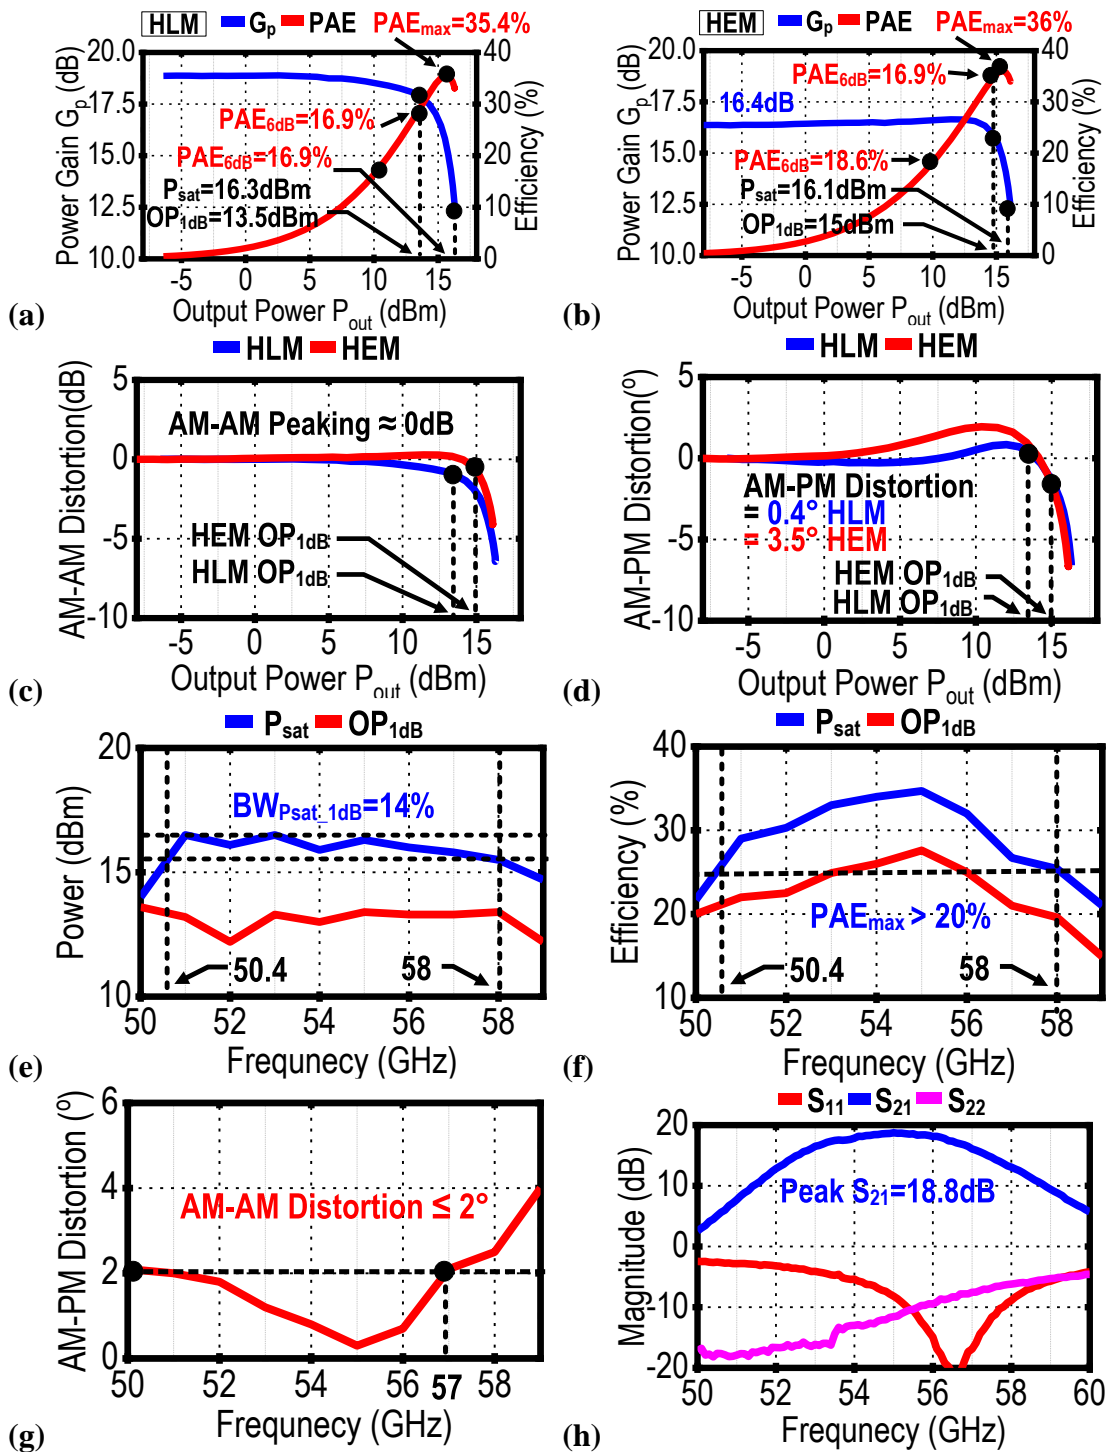 HLM Gp PAE PAEmax=35.4%
20.0
17.5
15.0
12.5
10.0
Power Gain Gp (dB)
40
30
20
10
0
Efficiency (%)
PAE6dB=16.9%
PAE6dB=16.9%
Psat=16.3dBm
OP1dB=13.5dBm
-5 0 5 10 15
Output Power Pout (dBm)
(a)
HEM Gp PAE PAEmax=36%
20.0
17.5
15.0
12.5
10.0
Power Gain Gp (dB)
40
30
20
10
0
Efficiency (%)
PAE6dB=16.9%
16.4dB
PAE6dB=18.6%
Psat=16.1dBm
OP1dB=15dBm
-5 0 5 10 15
Output Power Pout (dBm)
(b)
HLM HEM
5
0
-5
-10
AM-AM Distortion(dB)
AM-AM Peaking ≈ 0dB
HEM OP1dB
HLM OP1dB
-5 0 5 10 15
Output Power Pout (dBm)
(c)
HLM HEM
5
0
-5
-10
AM-PM Distortion(º)
AM-PM Distortion
= 0.4° HLM
= 3.5° HEM
HEM OP1dB
HLM OP1dB
-5 0 5 10 15
Output Power Pout (dBm)
(d)
Psat OP1dB
20
15
10
Power (dBm)
BWPsat_1dB=14%
50.4 58
50 52 54 56 58
Frequnecy (GHz)
(e)
Psat OP1dB
40
30
20
10
Efficiency (%)
PAEmax > 20%
50.4 58
50 52 54 56 58
Frequnecy (GHz)
(f)
6
4
2
0
AM-PM Distortion (º)
AM-AM Distortion ≤ 2°
50 52 54 56 57 58
Frequnecy (GHz)
(g)
S11 S21 S22
20
10
0
-10
-20
Magnitude (dB)
Peak S21=18.8dB
50 52 54 56 58 60
Frequnecy (GHz)
(h)